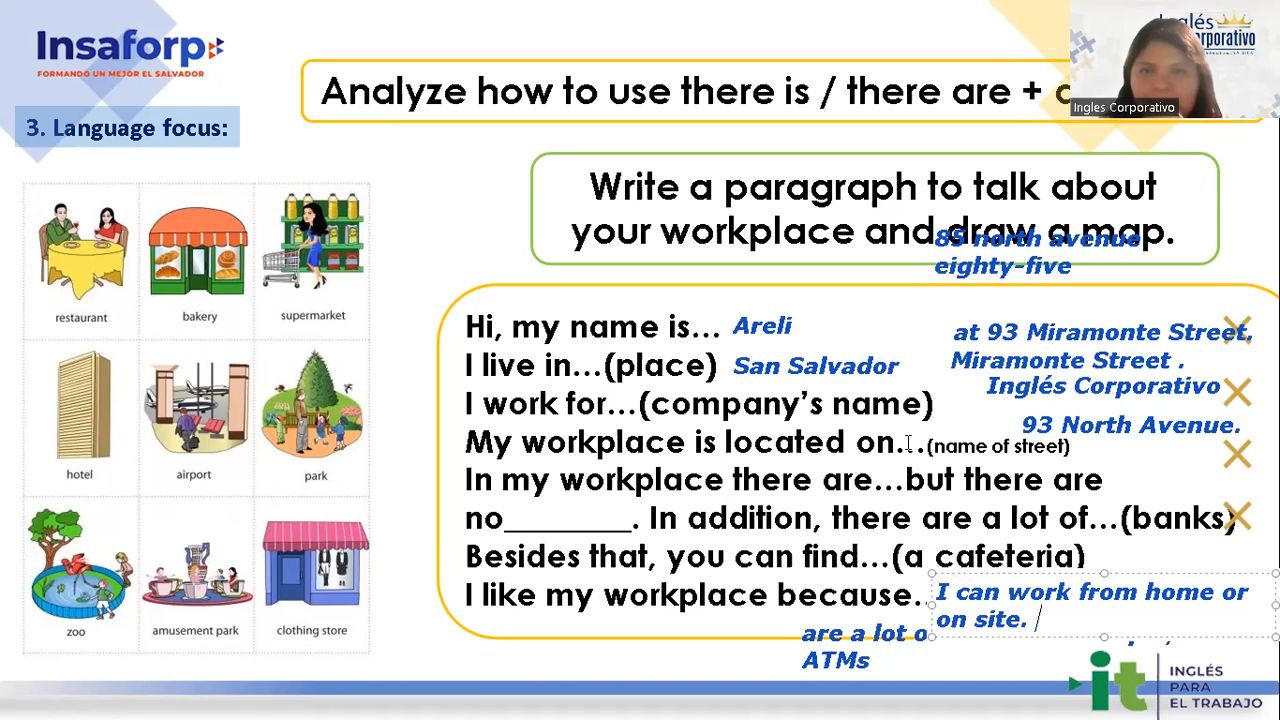 Insaforp
FORMANDO UN MEJOR EL SALVADOR
3. Language focus:
Analyze how to use there is / there are +
Inglés
Corporativo
Ingles Corporativo
Write a paragraph to talk about
your workplace and draw a map.
85 north avenue
eighty-five
restaurant
bakery
supermarket
hotel
airport
park
zoo
amusement park
clothing store
Hi, my name is... Areli
I live in...(place) San Salvador
at 93 Miramonte Street.
Miramonte Street .
I work for...(company's name) Inglés Corporativo
My workplace is located on...(name of street) 93 North Avenue.
In my workplace there are...but there are
no________. In addition, there are a lot of...(banks)
Besides that, you can find...(a cafeteria)
I like my workplace because..
I can work from home or
on site.
are a lot o
ATMs
it
INGLÉS
PARA
EL TRABAJO